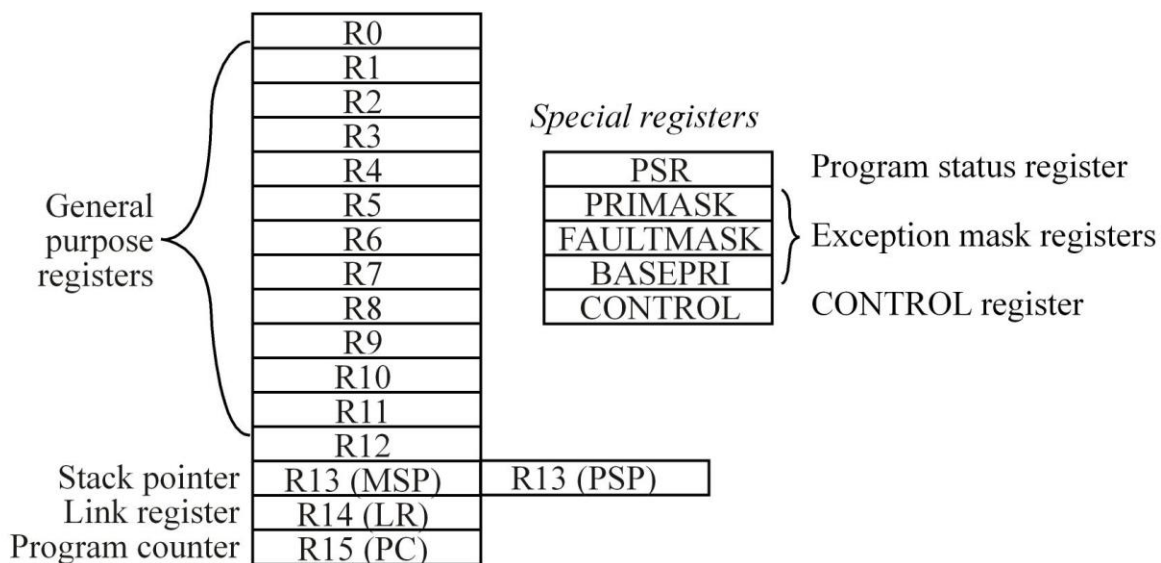 R0
R1
R2
R3
R4
R5
R6
R7
R8
R9
R10
R11
R12
R13 (MSP)
R13 (PSP)
R14 (LR)
R15 (PC)
General
purpose
registers
Stack pointer
Link register
Program counter
Special registers
PSR
PRIMASK
FAULTMASK
BASEPRI
CONTROL
Program status register
Exception mask registers
CONTROL register